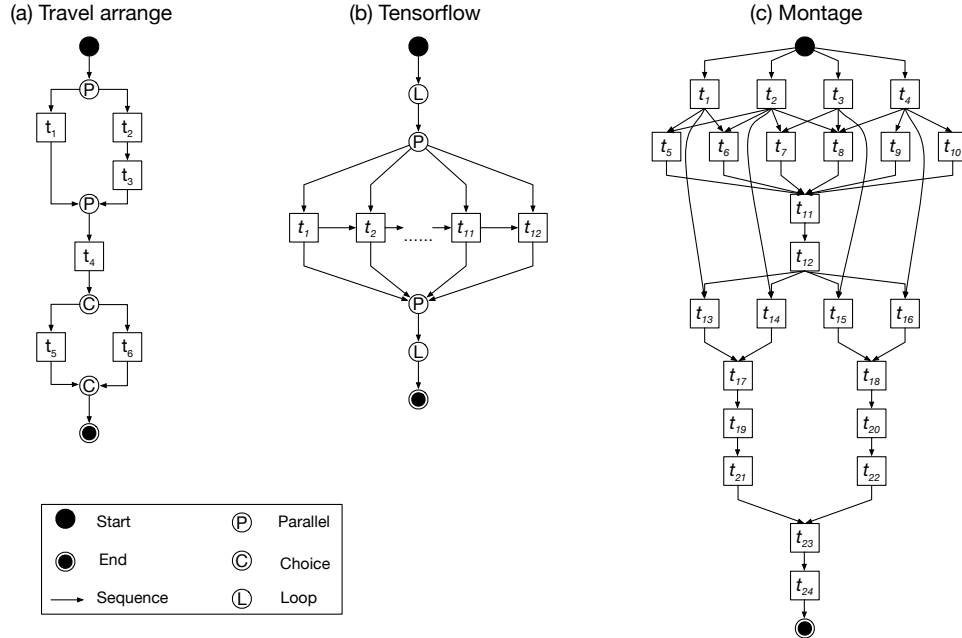 (a) Travel arrange
(b) Tensorflow
(c) Montage
P
t1 t2
t3
P
t4
C
t5 t6
C
L
P
t1 t2 ...... t11 t12
P
L
t1 t2 t3 t4
t5 t6 t7 t8 t9 t10
t11
t12
t13 t14 t15 t16
t17 t18
t19 t20
t21 t22
t23
t24
Start P Parallel
End C Choice
Sequence L Loop